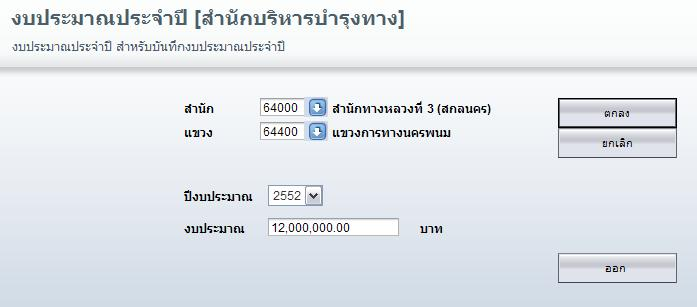 งบประมาณประจำปี [สำนักบริหารบำรุงทาง]
งบประมาณประจำปี สำหรับบันทึกงบประมาณประจำปี
สำนัก 64000 สำนักทางหลวงที่ 3 (สกลนคร)
ตกลง
แขวง 64400 แขวงการทางนครพนม
ยกเลิก
ปีงบประมาณ 2552
งบประมาณ 12,000,000.00 บาท
ออก